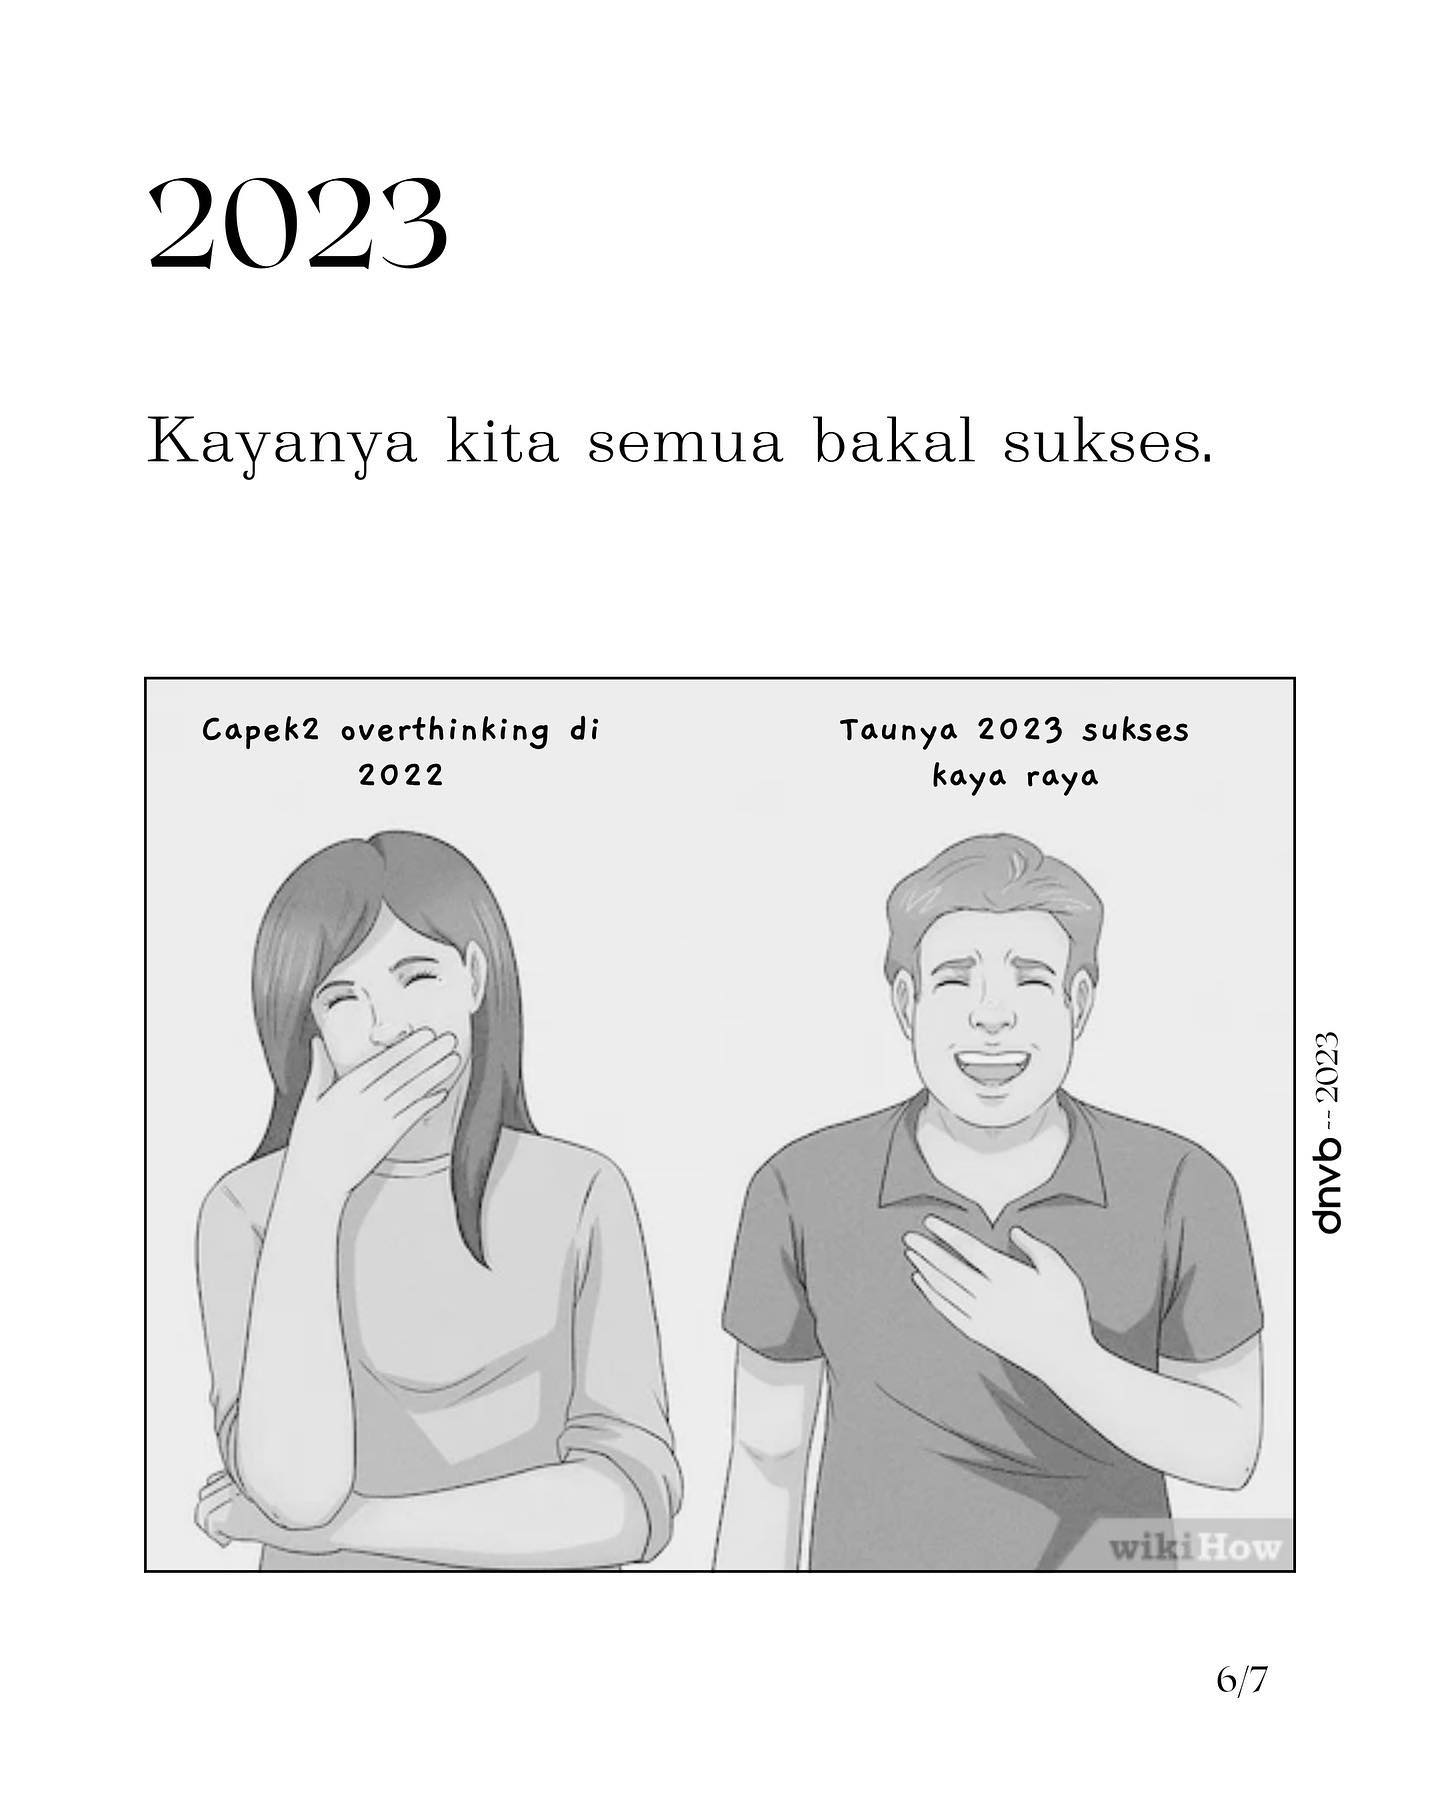 2023
Kayanya kita semua bakal sukses.
Capek2 overthinking di
2022
Taunya 2023 sukses
kaya raya
dnvb -- 2023
wikiHow
6/7